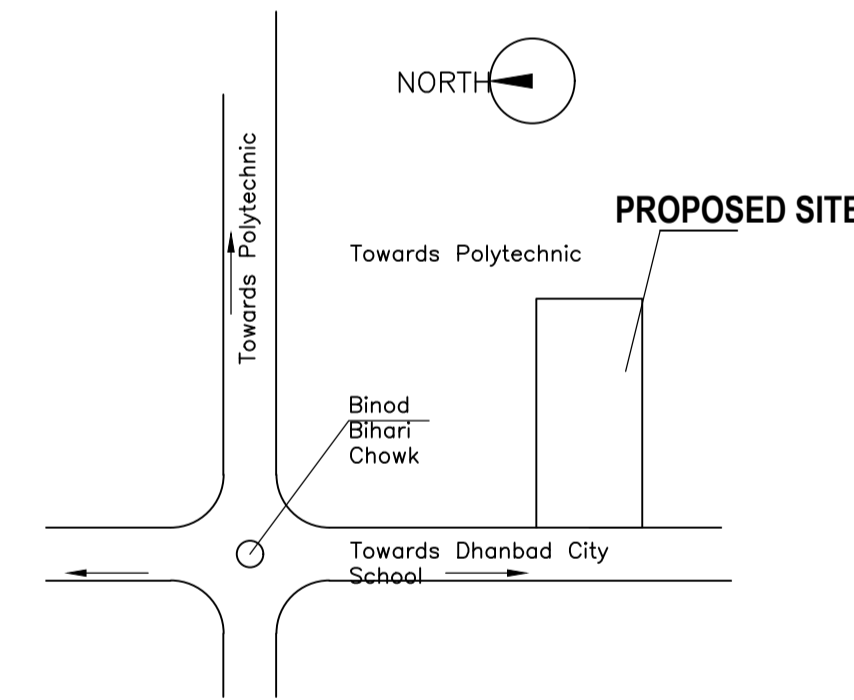 NORTH
PROPOSED SITE
Towards Polytechnic
Towards Polytechnic
Binod
Bihari
Chowk
Towards Dhanbad City
School